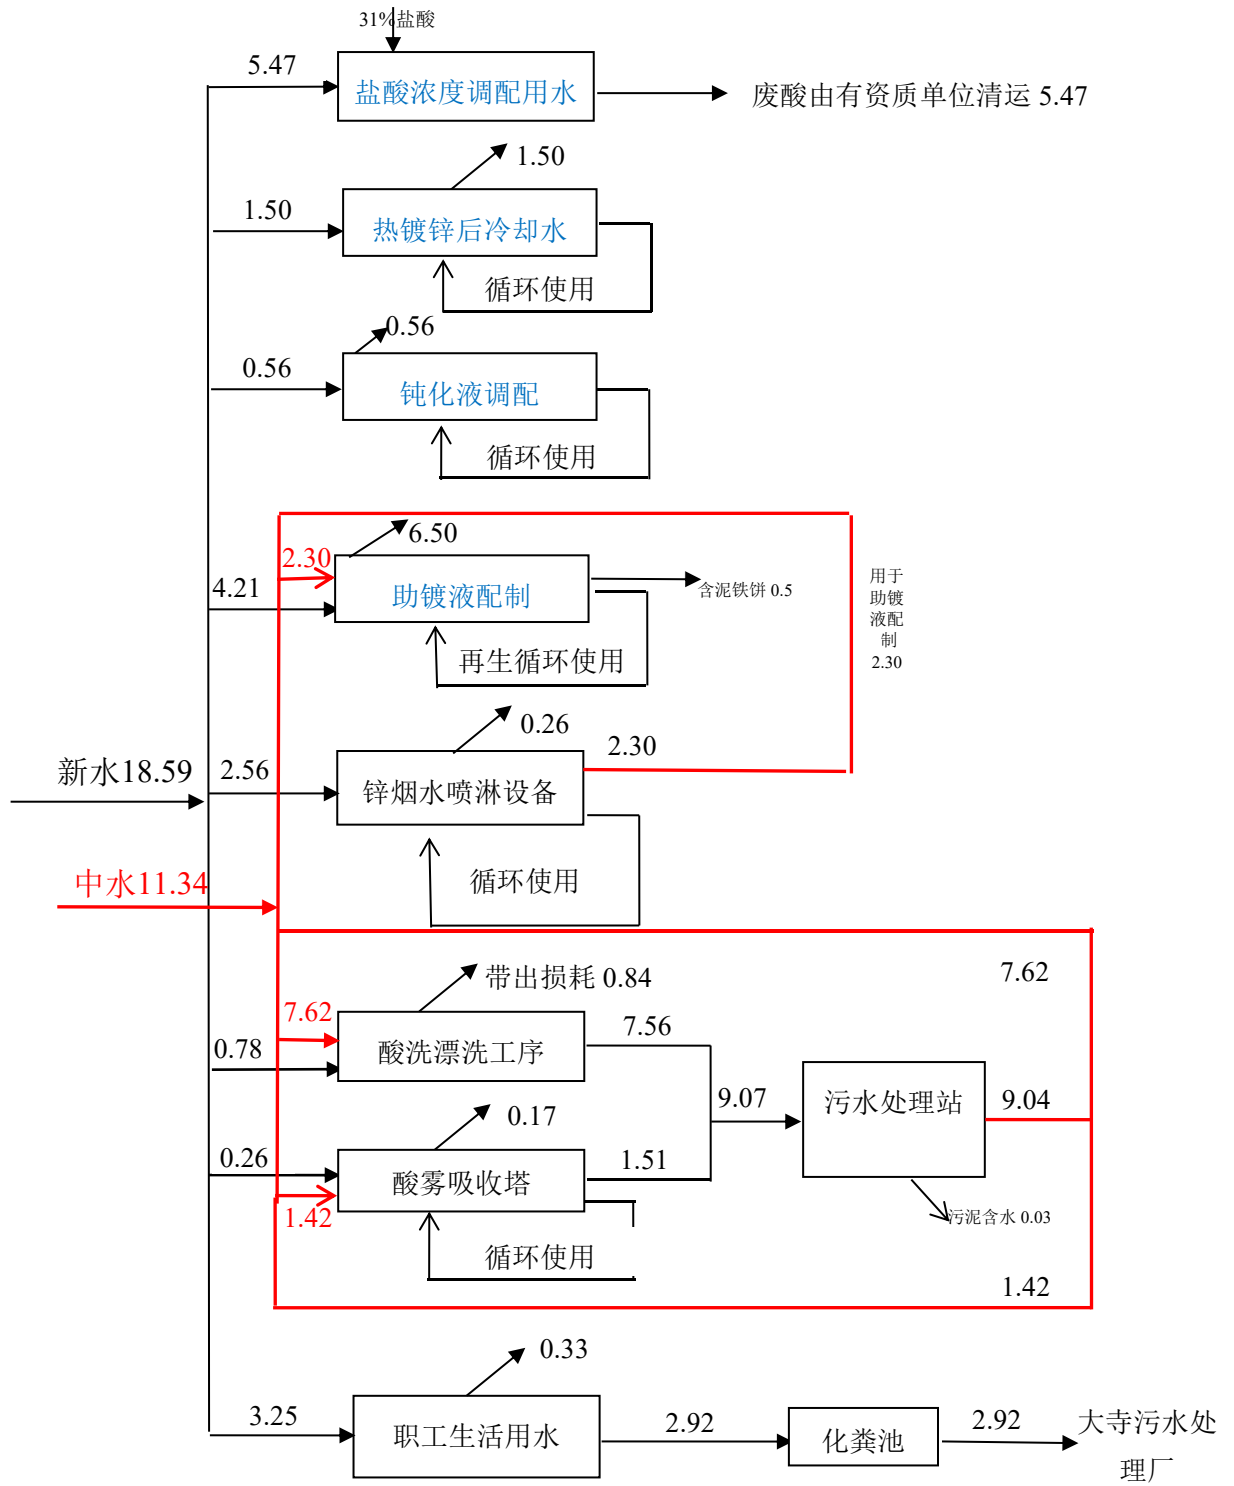 31%盐酸
5.47
盐酸浓度调配用水
废酸由有资质单位清运 5.47
1.50
1.50
热镀锌后冷却水
循环使用
0.56
0.56
钝化液调配
循环使用
6.50
2.30
4.21
助镀液配制
含泥铁饼 0.5
再生循环使用
用于
助镀
液配
制
2.30
0.26
2.30
新水18.59
2.56
锌烟水喷淋设备
循环使用
中水11.34
带出损耗 0.84
7.62
7.62
7.56
0.78
酸洗漂洗工序
9.07
污水处理站
9.04
0.17
0.26
酸雾吸收塔
1.51
1.42
污泥含水 0.03
循环使用
1.42
0.33
3.25
职工生活用水
2.92
化粪池
2.92
大寺污水处
理厂